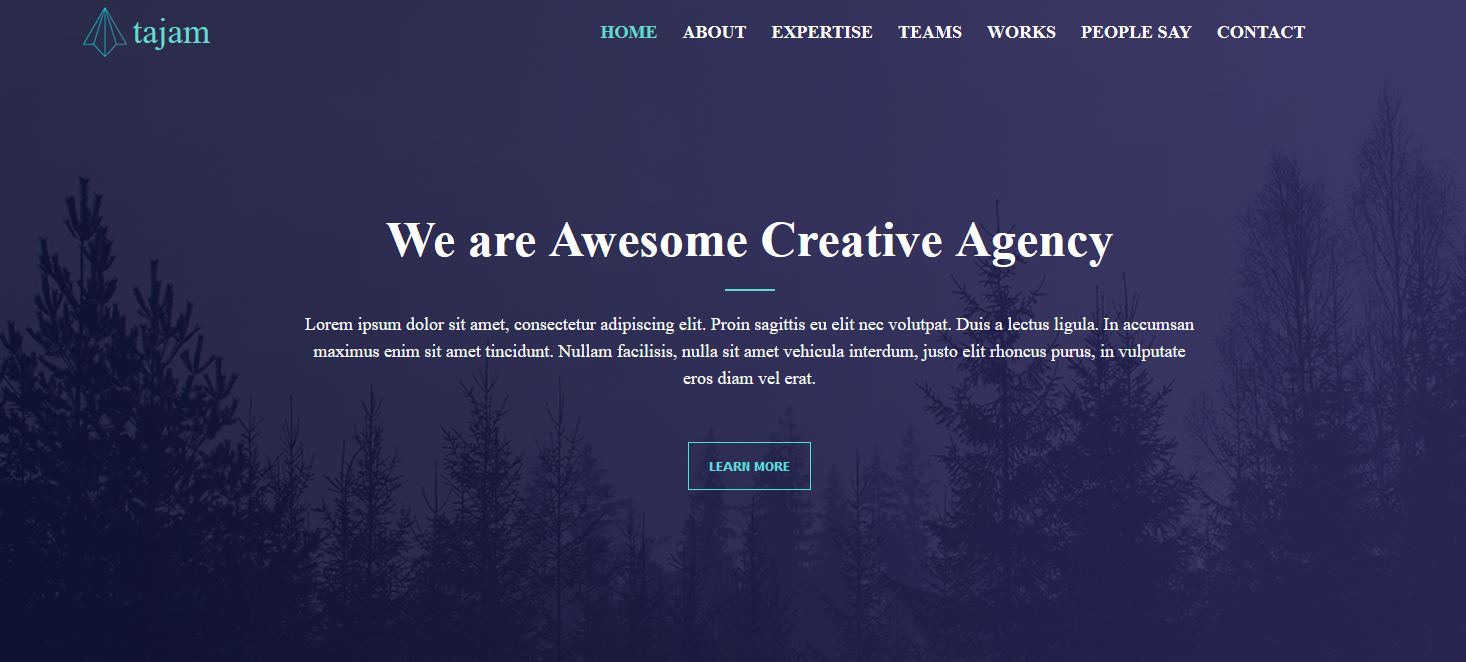 tajam
HOME ABOUT EXPERTISE TEAMS WORKS PEOPLE SAY CONTACT
We are Awesome Creative Agency
Lorem ipsum dolor sit amet, consectetur adipiscing elit. Proin sagittis eu elit nec volutpat. Duis a lectus ligula. In accumsan
maximus enim sit amet tincidunt. Nullam facilisis, nulla sit amet vehicula interdum, justo elit rhoncus purus, in vulputate
eros diam vel erat.
LEARN MORE